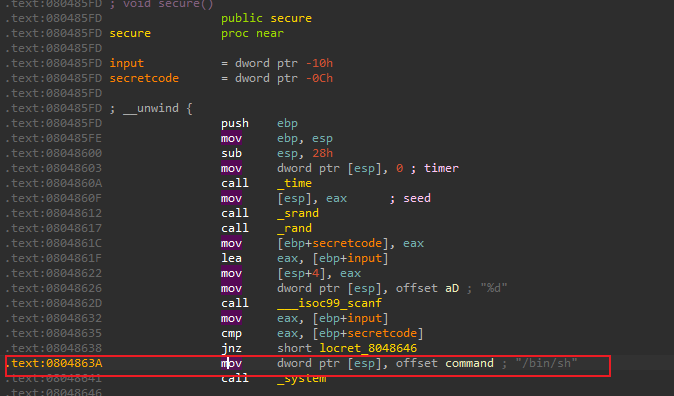 .text:080485FD ; void secure()
.text:080485FD public secure
.text:080485FD secure proc near
.text:080485FD
.text:080485FD input = dword ptr -10h
.text:080485FD secretcode = dword ptr -0Ch
.text:080485FD
.text:080485FD ; __unwind {
.text:080485FD push ebp
.text:080485FE mov ebp, esp
.text:08048600 sub esp, 28h
.text:08048603 mov dword ptr [esp], 0 ; timer
.text:0804860A call _time
.text:0804860F mov [esp], eax ; seed
.text:08048612 call _srand
.text:08048617 call _rand
.text:0804861C mov [ebp+secretcode], eax
.text:0804861F lea eax, [ebp+input]
.text:08048622 mov [esp+4], eax
.text:08048626 mov dword ptr [esp], offset aD ; "%d"
.text:0804862D call ___isoc99_scanf
.text:08048632 mov eax, [ebp+input]
.text:08048635 cmp eax, [ebp+secretcode]
.text:08048638 jnz short locret_8048646
.text:0804863A mov dword ptr [esp], offset command ; "/bin/sh"
.text:08048641 call _system
.text:08048646